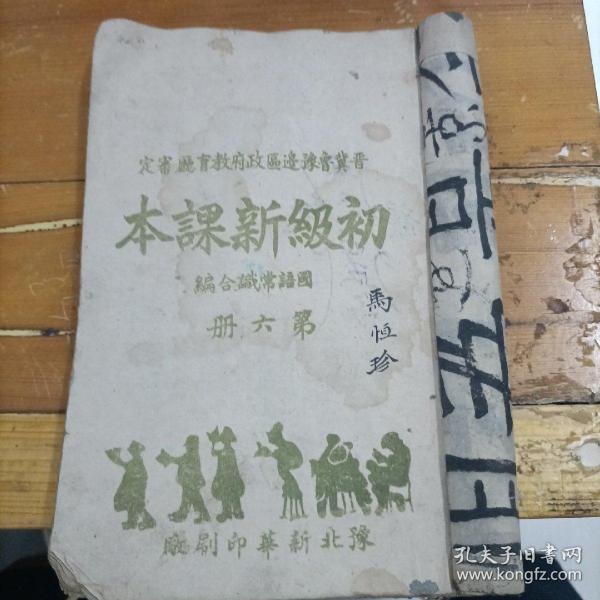 晋冀魯豫邊區政府教育廳審定
初級新課本
國語常識合編
第六册
馬恒珍
豫北新華印刷廠
孔夫子旧书网
www.kongfz.com